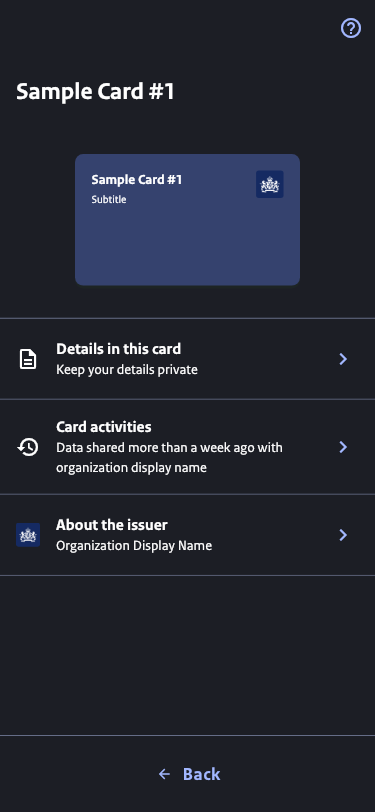 Sample Card #1
Sample Card #1
Subtitle
Details in this card
Keep your details private
Card activities
Data shared more than a week ago with
organization display name
About the issuer
Organization Display Name
Back